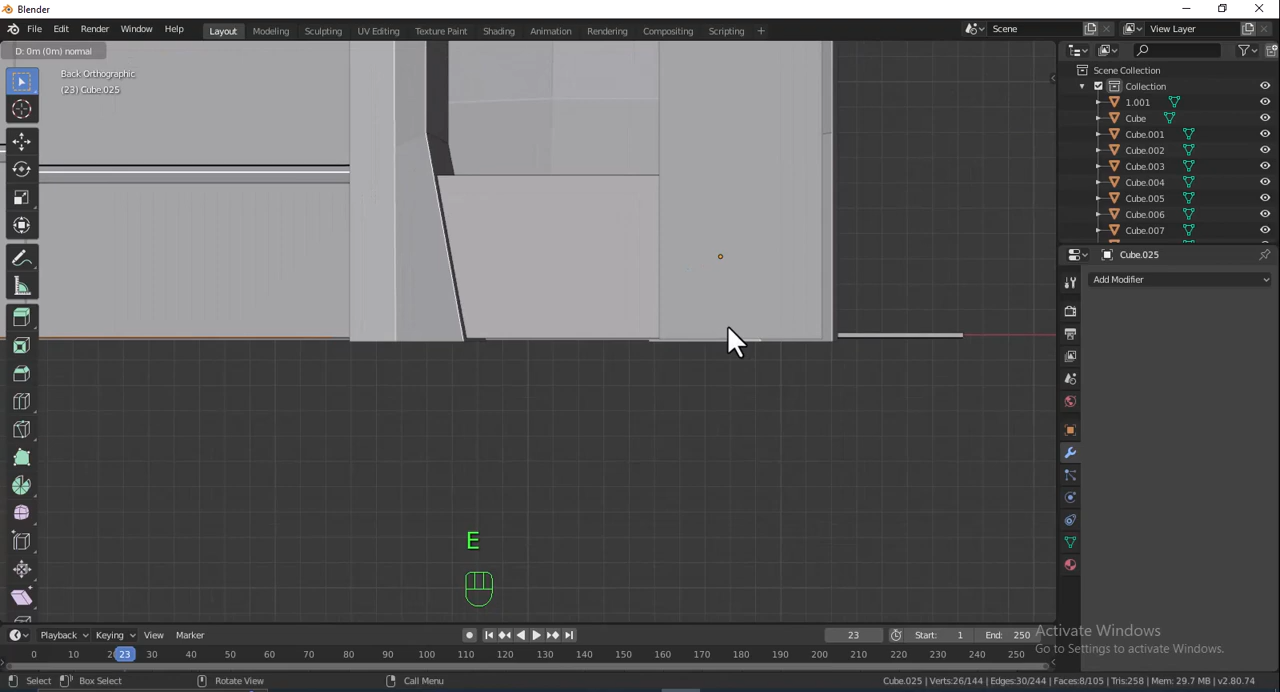 Blender
File Edit Render Window Help
Layout Modeling Sculpting UV Editing Texture Paint Shading Animation Rendering Compositing Scripting +
Scene View Layer
D: 0m (0m) normal
Back Orthographic
(23) Cube.025
Scene Collection
Collection
1.001
Cube
Cube.001
Cube.002
Cube.003
Cube.004
Cube.005
Cube.006
Cube.007
Cube.025
Add Modifier
E
Activate Windows
Go to Settings to activate Windows.
Playback Keying View Marker
23 Start: 1 End: 250
0 10 23 30 40 50 60 70 80 90 100 110 120 130 140 150 160 170 180 190 200 210 220 230 240 250
Select Box Select Rotate View Call Menu
Cube.025 | Verts:26/144 | Edges:30/244 | Faces:8/105 | Tris:258 | Mem: 29.7 MB | v2.80.74